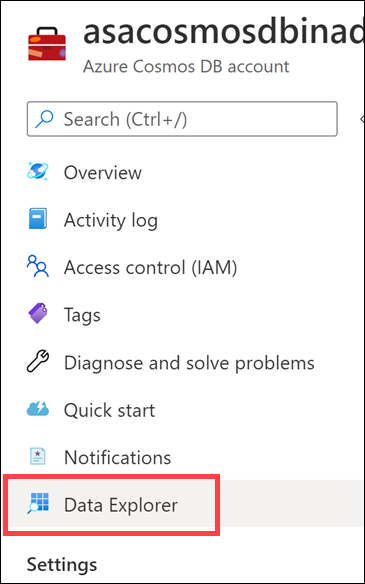 asacosmosdbinad
Azure Cosmos DB account
Search (Ctrl+/)
Overview
Activity log
Access control (IAM)
Tags
Diagnose and solve problems
Quick start
Notifications
Data Explorer
Settings